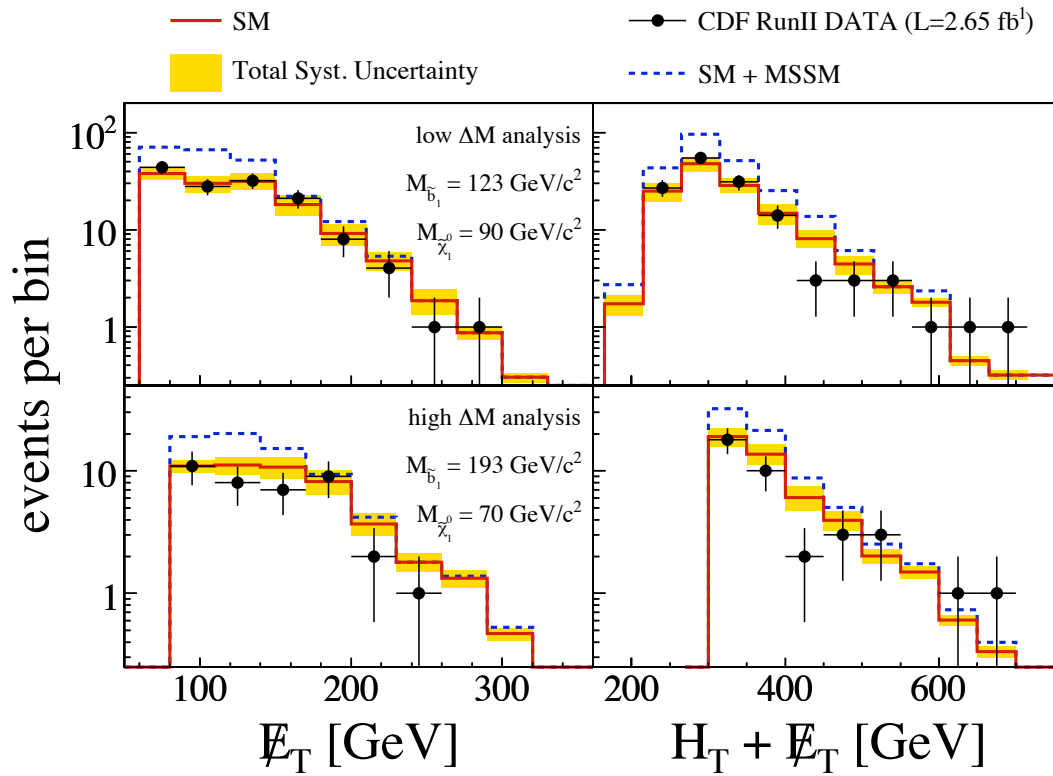 SM
CDF RunII DATA (L=2.65 fb⁻¹)
Total Syst. Uncertainty
SM + MSSM
events per bin
10²
10
1
low ΔM analysis
M_b̃₁ = 123 GeV/c²
M_χ̃₁⁰ = 90 GeV/c²
10
1
high ΔM analysis
M_b̃₁ = 193 GeV/c²
M_χ̃₁⁰ = 70 GeV/c²
100 200 300
200 400 600
E̸_T [GeV]
H_T + E̸_T [GeV]